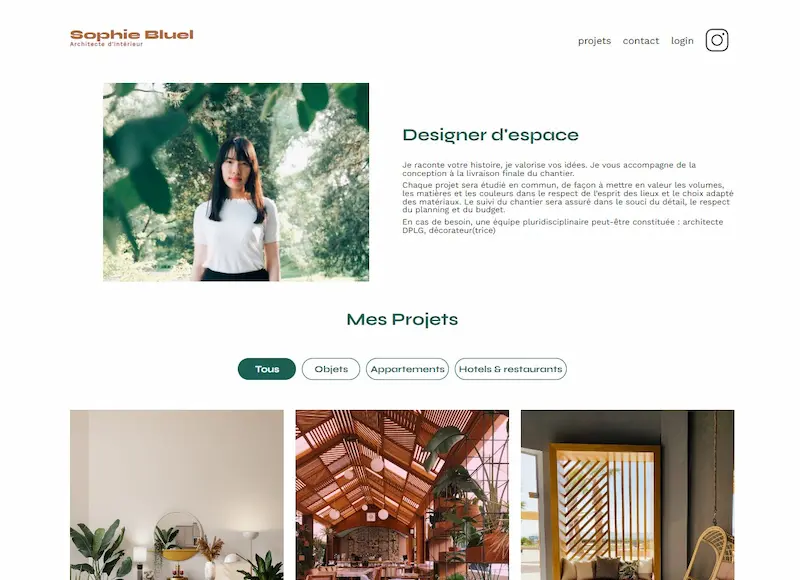 Sophie Bluel
Architecte d'intérieur
projets contact login
Designer d'espace
Je raconte votre histoire, je valorise vos idées. Je vous accompagne de la
conception à la livraison finale du chantier.
Chaque projet sera étudié en commun, de façon à mettre en valeur les volumes,
les matières et les couleurs dans le respect de l'esprit des lieux et le choix adapté
des matériaux. Le suivi du chantier sera assuré dans le souci du détail, le respect
du planning et du budget.
En cas de besoin, une équipe pluridisciplinaire peut-être constituée : architecte
DPLG, décorateur(trice)
Mes Projets
Tous Objets Appartements Hotels & restaurants